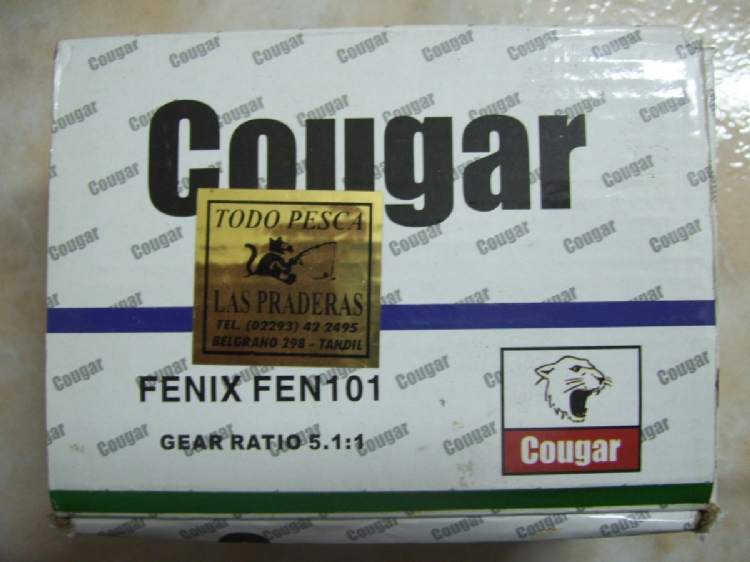 Cougar
TODO PESCA
LAS PRADERAS
TEL. (02293) 42 2495
BELGRANO 298 - TANDIL
FENIX FEN101
GEAR RATIO 5.1:1
Cougar